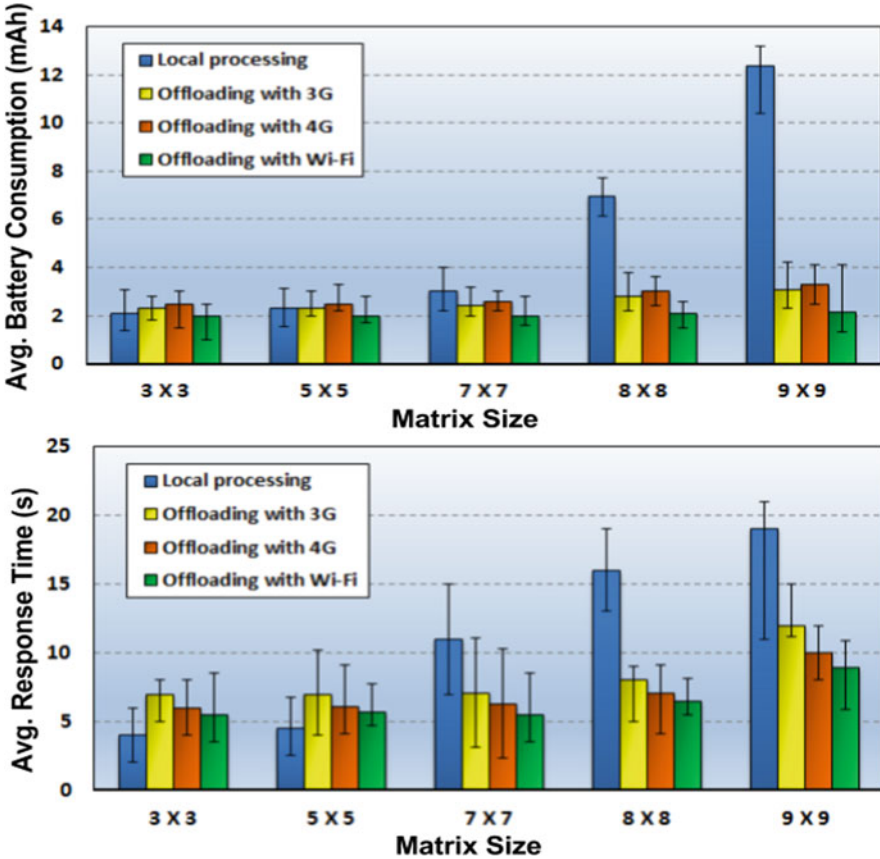 Avg. Battery Consumption (mAh)
14
12
10
8
6
4
2
0
Local processing
Offloading with 3G
Offloading with 4G
Offloading with Wi-Fi
3 X 3
5 X 5
7 X 7
8 X 8
9 X 9
Matrix Size
Avg. Response Time (s)
25
20
15
10
5
0
Local processing
Offloading with 3G
Offloading with 4G
Offloading with Wi-Fi
3 X 3
5 X 5
7 X 7
8 X 8
9 X 9
Matrix Size